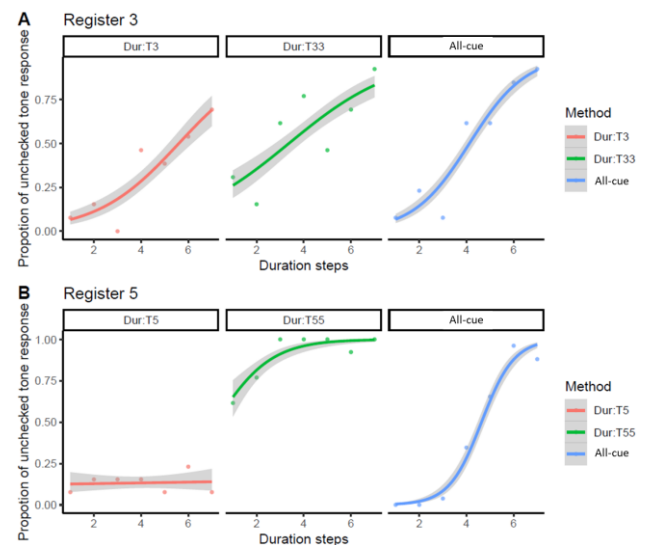 A Register 3
Dur:T3 Dur:T33 All-cue
Propotion of unchecked tone response
0.75
0.50
0.25
0.00
2 4 6 2 4 6 2 4 6
Duration steps
Method
Dur:T3
Dur:T33
All-cue
B Register 5
Dur:T5 Dur:T55 All-cue
Propotion of unchecked tone response
1.00
0.75
0.50
0.25
0.00
2 4 6 2 4 6 2 4 6
Duration steps
Method
Dur:T5
Dur:T55
All-cue